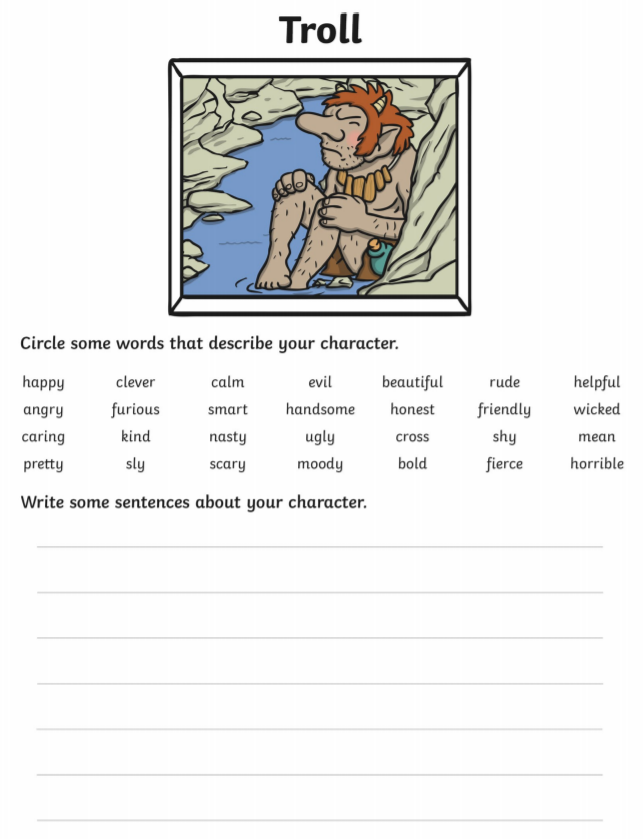 Troll
Circle some words that describe your character.
happy clever calm evil beautiful rude helpful
angry furious smart handsome honest friendly wicked
caring kind nasty ugly cross shy mean
pretty sly scary moody bold fierce horrible
Write some sentences about your character.